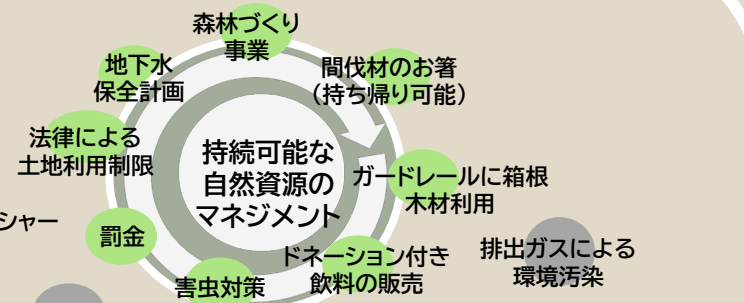 森林づくり
事業
地下水
保全計画
間伐材のお箸
（持ち帰り可能）
法律による
土地利用制限
持続可能な
自然資源の
マネジメント
ガードレールに箱根
木材利用
シャー
罰金
ドネーション付き
飲料の販売
排出ガスによる
環境汚染
害虫対策